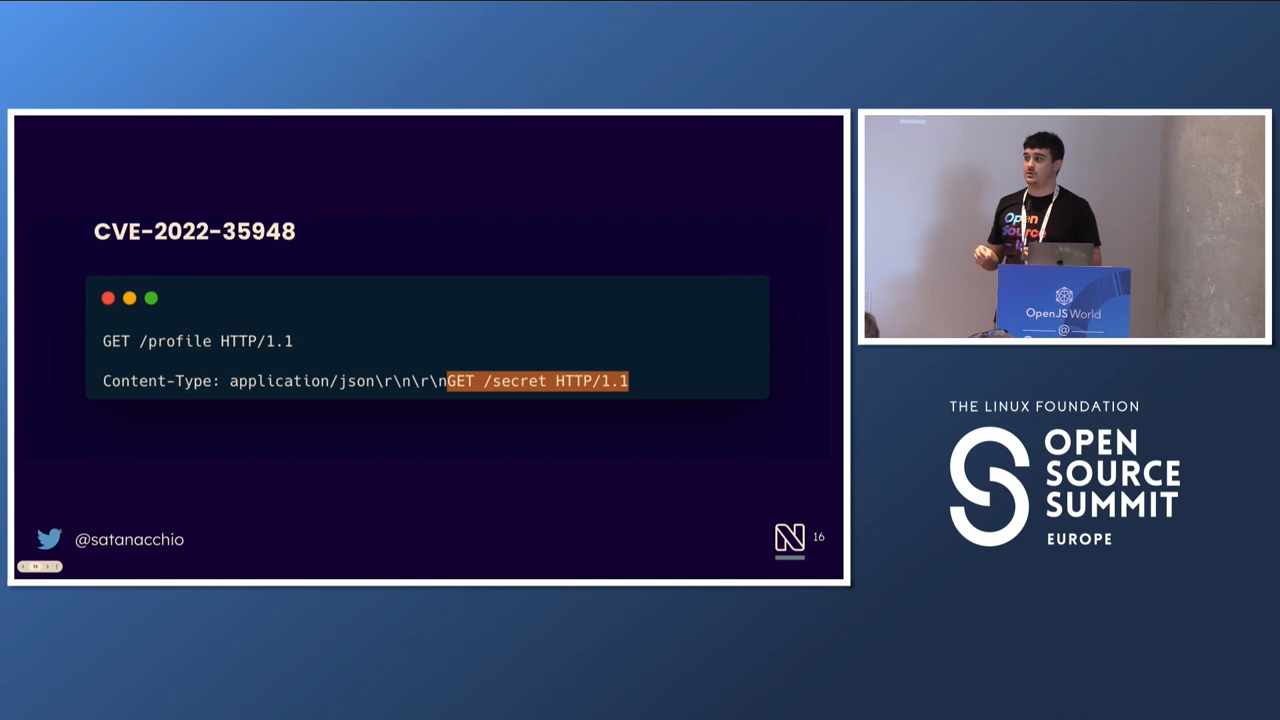 CVE-2022-35948
GET /profile HTTP/1.1
Content-Type: application/json\r\n\r\nGET /secret HTTP/1.1
@satanacchio
16
Open
Source
OpenJS World
@
THE LINUX FOUNDATION
OPEN
SOURCE
SUMMIT
EUROPE